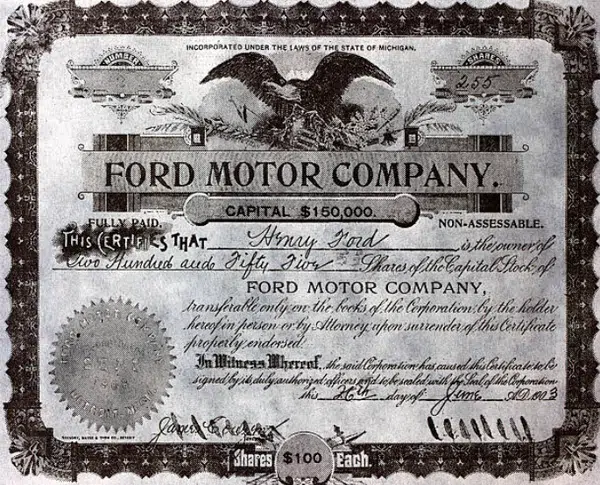 INCORPORATED UNDER THE LAWS OF THE STATE OF MICHIGAN.
NUMBER
SHARES
255
FORD MOTOR COMPANY.
CAPITAL $150,000.
FULLY PAID.
NON-ASSESSABLE.
THIS CERTIFIES THAT Henry Ford is the owner of
Two Hundred and Fifty Five Shares of the Capital Stock of
FORD MOTOR COMPANY,
transferable only on the books of the Corporation by the holder
hereof in person or by Attorney upon surrender of this Certificate
properly endorsed.
In Witness Whereof, the said Corporation has caused this Certificate to be
signed by its duly authorized officers and to be sealed with the Seal of the Corporation
this 26th day of June A.D. 1903
Shares $100 Each.